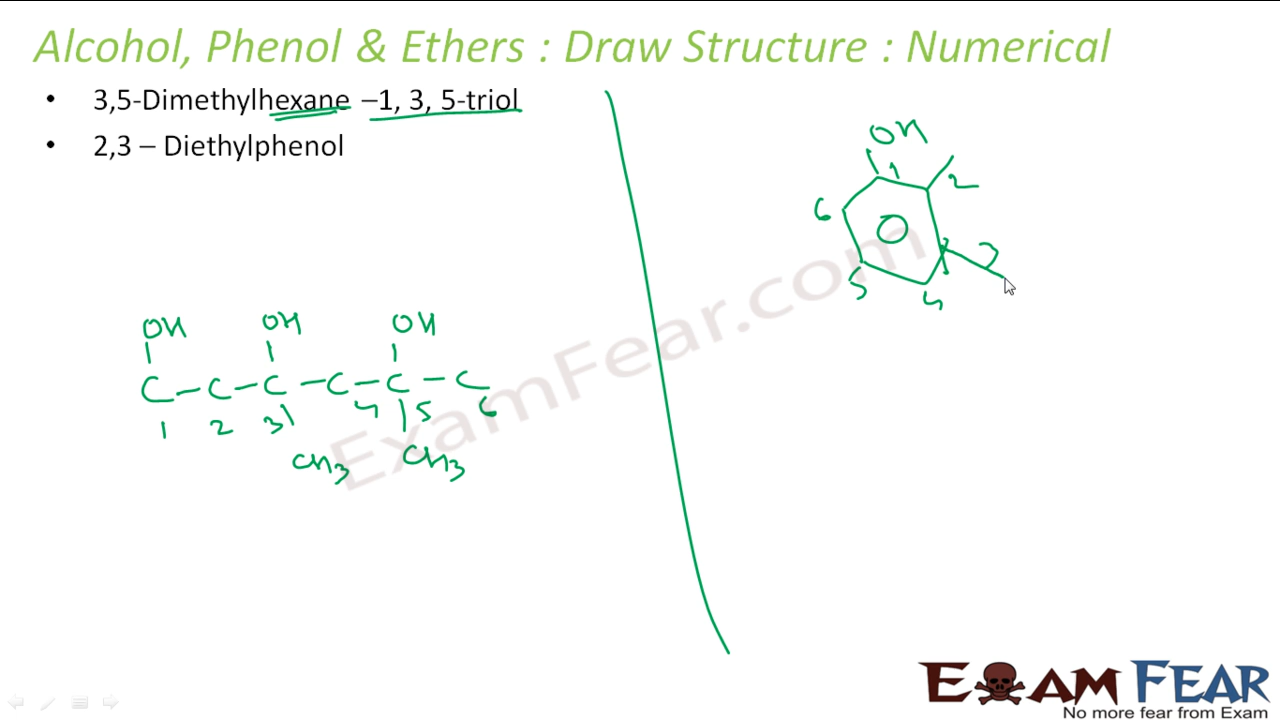 Alcohol, Phenol & Ethers : Draw Structure : Numerical
• 3,5-Dimethylhexane –1, 3, 5-triol
• 2,3 – Diethylphenol
OH OH OH
C – C – C – C – C – C
1 2 3 4 5 6
CH3 CH3
OH
1
2
6
3
5
4
ExamFear.com
EXAM FEAR
No more fear from Exam